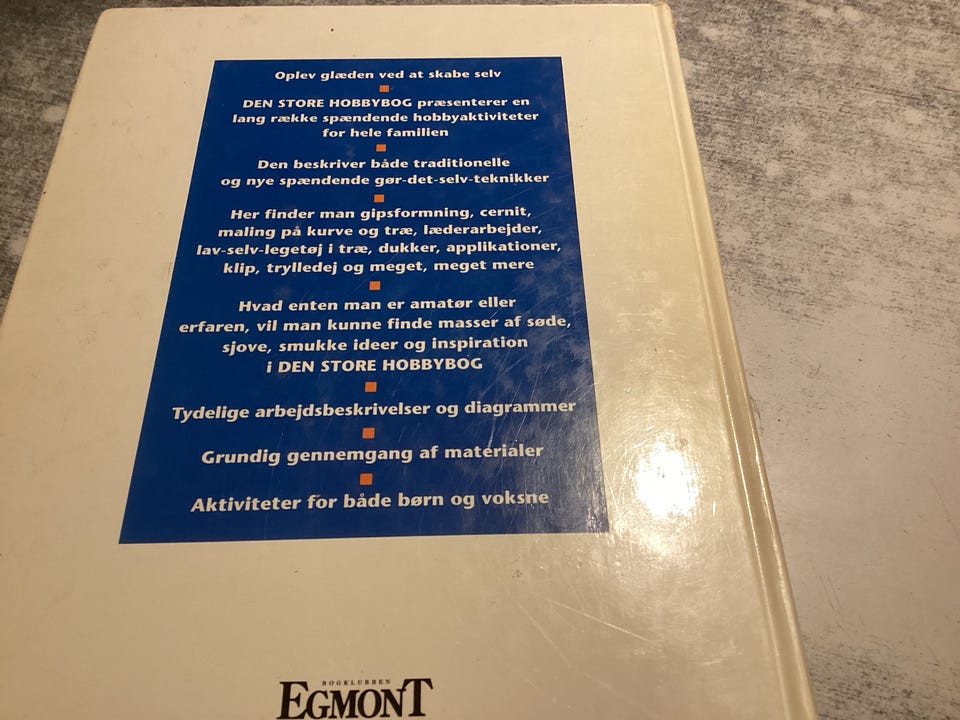 Oplev glæden ved at skabe selv
DEN STORE HOBBYBOG præsenterer en
lang række spændende hobbyaktiviteter
for hele familien
Den beskriver både traditionelle
og nye spændende gør-det-selv-teknikker
Her finder man gipsformning, cernit,
maling på kurve og træ, læderarbejder,
lav-selv-legetøj i træ, dukker, applikationer,
klip, trylledej og meget, meget mere
Hvad enten man er amatør eller
erfaren, vil man kunne finde masser af søde,
sjove, smukke ideer og inspiration
i DEN STORE HOBBYBOG
Tydelige arbejdsbeskrivelser og diagrammer
Grundig gennemgang af materialer
Aktiviteter for både børn og voksne
BOGKLUBBEN
EGMONT